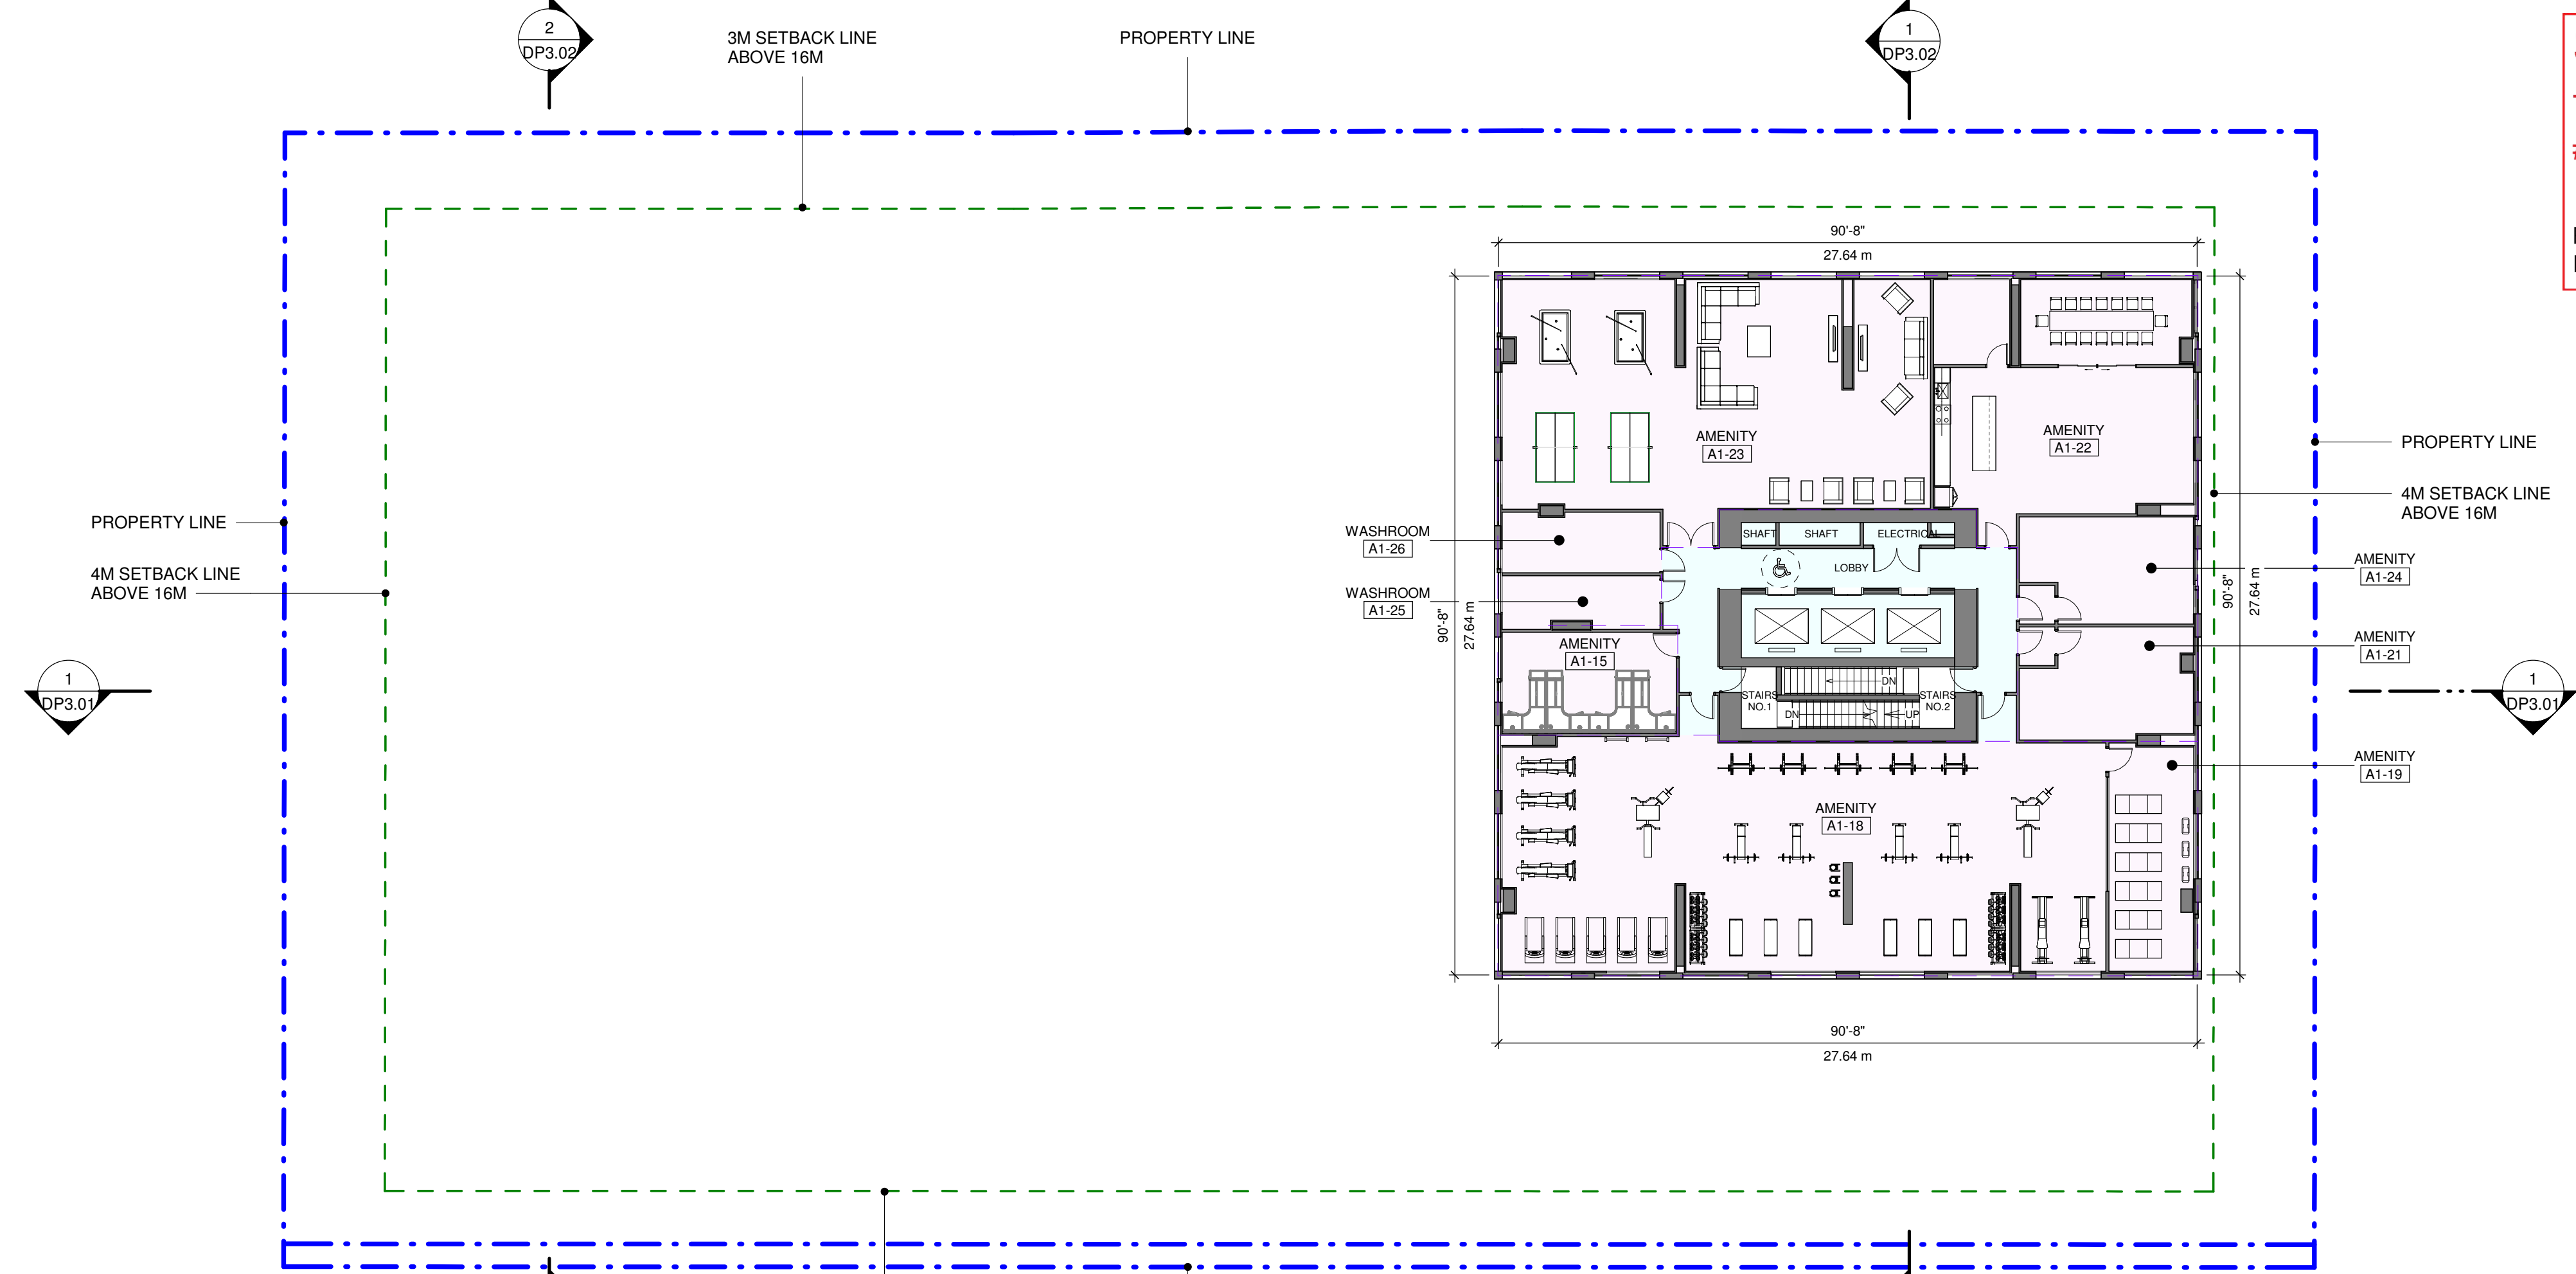 2
DP3.02
3M SETBACK LINE
ABOVE 16M
PROPERTY LINE
1
DP3.02
90'-8"
27.64 m
AMENITY
A1-23
AMENITY
A1-22
PROPERTY LINE
4M SETBACK LINE
ABOVE 16M
PROPERTY LINE
4M SETBACK LINE
ABOVE 16M
WASHROOM
A1-26
WASHROOM
A1-25
SHAFT
SHAFT
ELECTRICAL
LOBBY
AMENITY
A1-24
90'-8"
27.64 m
90'-8"
27.64 m
AMENITY
A1-15
AMENITY
A1-21
1
DP3.01
STAIRS
NO.1
DN
DN
UP
STAIRS
NO.2
1
DP3.01
AMENITY
A1-19
AMENITY
A1-18
90'-8"
27.64 m